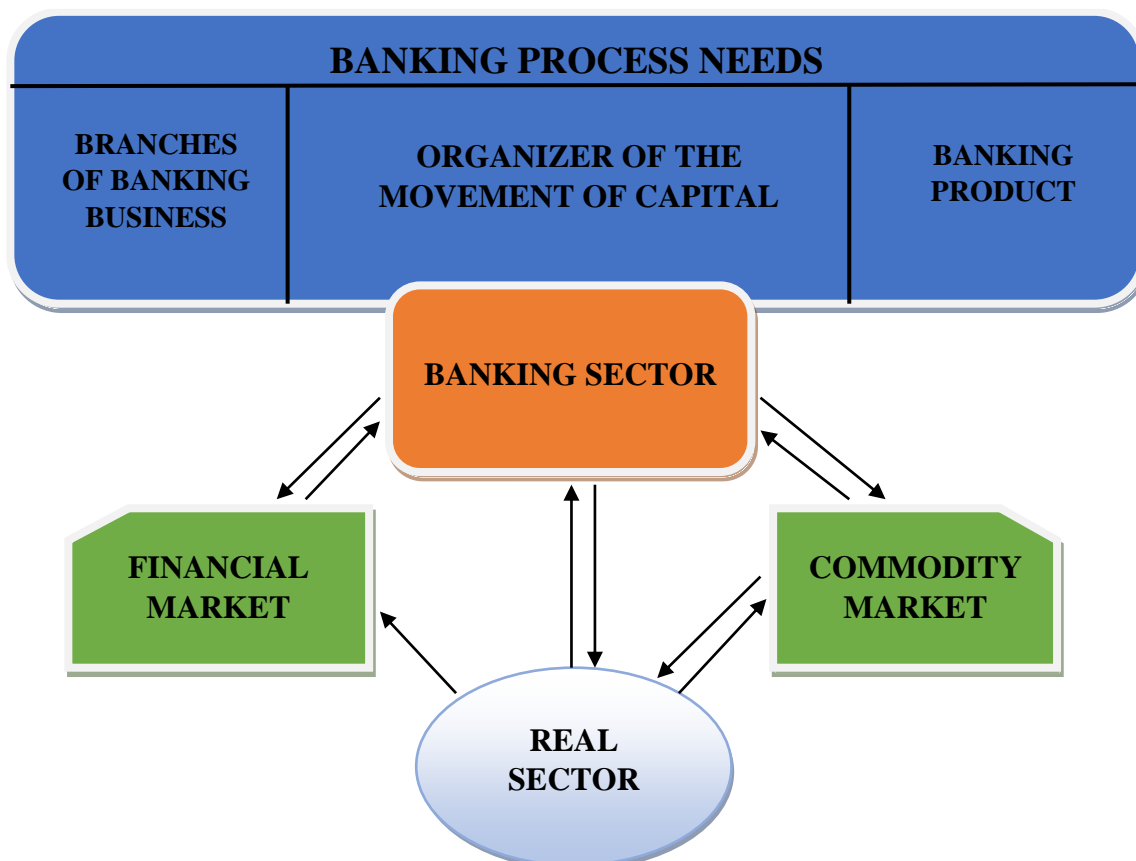 BANKING PROCESS NEEDS
BRANCHES
OF BANKING
BUSINESS
ORGANIZER OF THE
MOVEMENT OF CAPITAL
BANKING
PRODUCT
BANKING SECTOR
FINANCIAL
MARKET
COMMODITY
MARKET
REAL
SECTOR